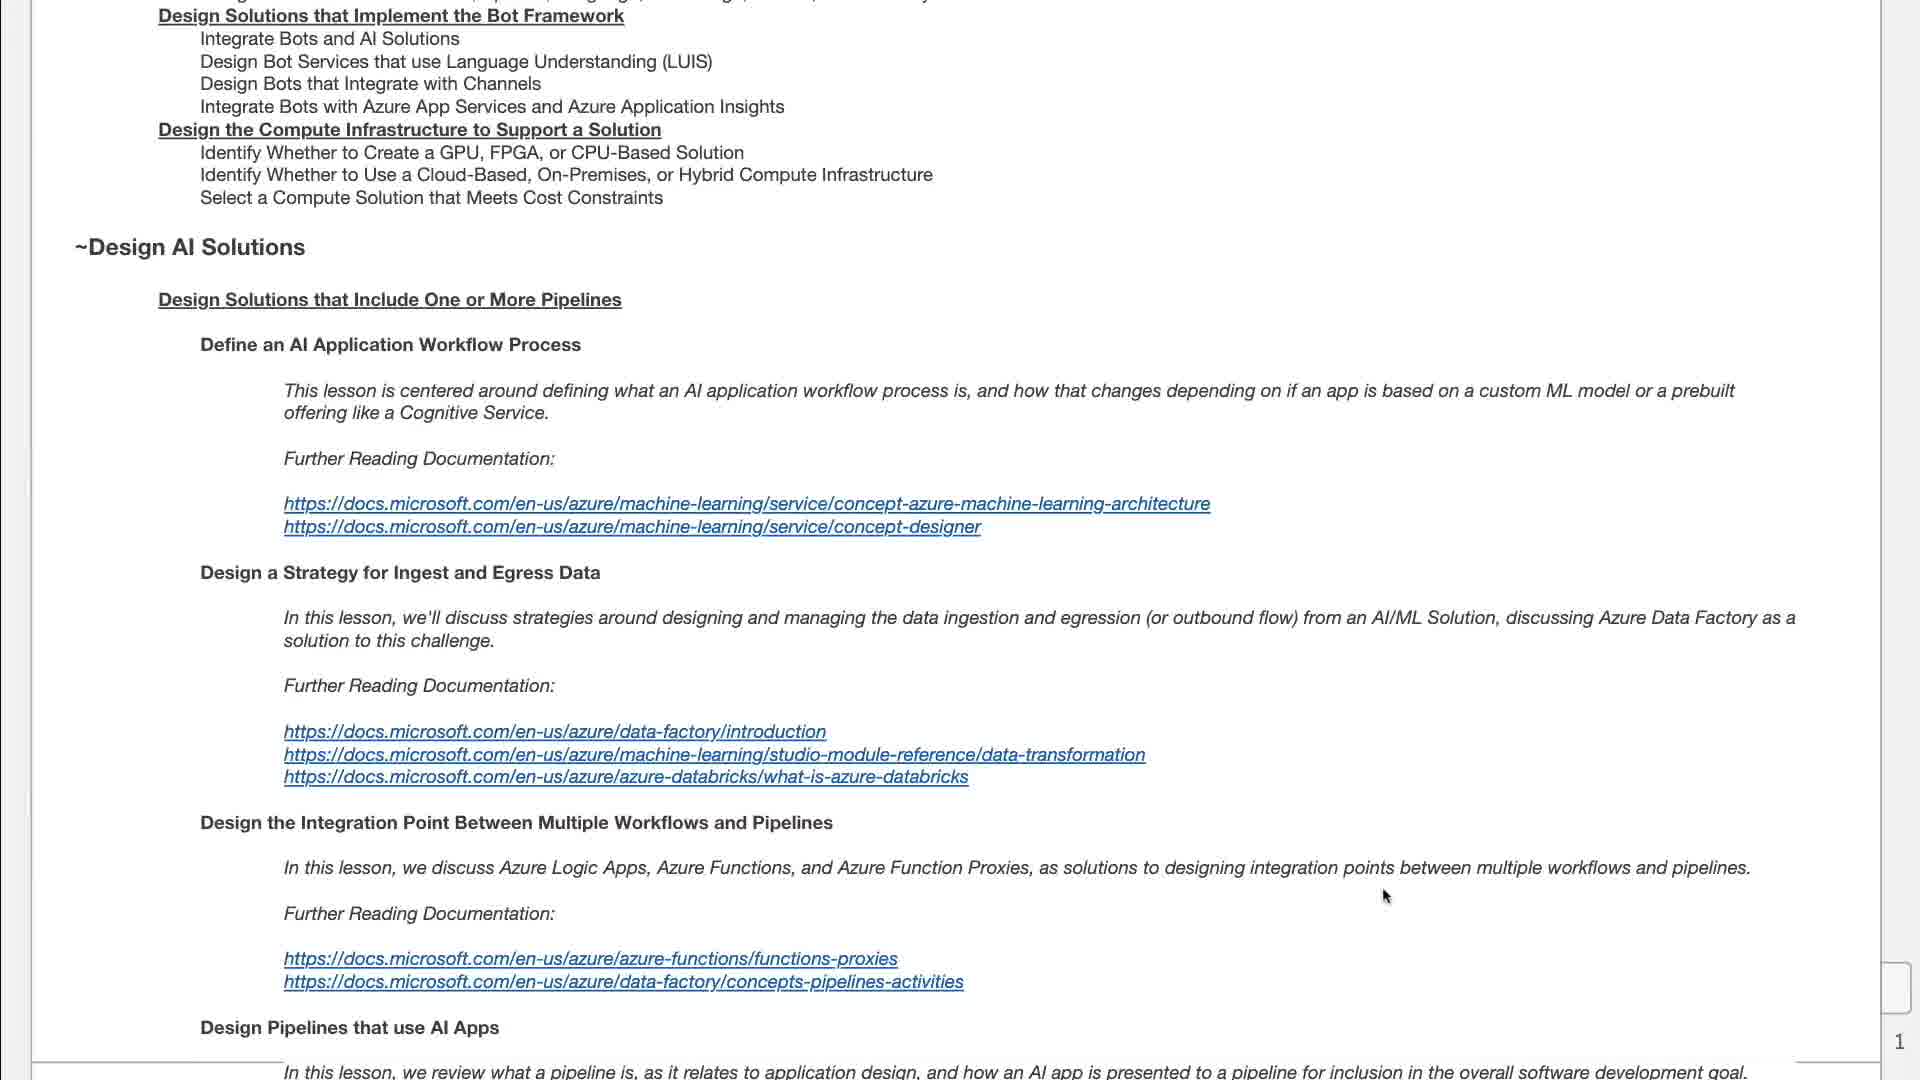 Design Solutions that Implement the Bot Framework
Integrate Bots and AI Solutions
Design Bot Services that use Language Understanding (LUIS)
Design Bots that Integrate with Channels
Integrate Bots with Azure App Services and Azure Application Insights
Design the Compute Infrastructure to Support a Solution
Identify Whether to Create a GPU, FPGA, or CPU-Based Solution
Identify Whether to Use a Cloud-Based, On-Premises, or Hybrid Compute Infrastructure
Select a Compute Solution that Meets Cost Constraints
~Design AI Solutions
Design Solutions that Include One or More Pipelines
Define an AI Application Workflow Process
This lesson is centered around defining what an AI application workflow process is, and how that changes depending on if an app is based on a custom ML model or a prebuilt
offering like a Cognitive Service.
Further Reading Documentation:
https://docs.microsoft.com/en-us/azure/machine-learning/service/concept-azure-machine-learning-architecture
https://docs.microsoft.com/en-us/azure/machine-learning/service/concept-designer
Design a Strategy for Ingest and Egress Data
In this lesson, we'll discuss strategies around designing and managing the data ingestion and egression (or outbound flow) from an AI/ML Solution, discussing Azure Data Factory as a
solution to this challenge.
Further Reading Documentation:
https://docs.microsoft.com/en-us/azure/data-factory/introduction
https://docs.microsoft.com/en-us/azure/machine-learning/studio-module-reference/data-transformation
https://docs.microsoft.com/en-us/azure/azure-databricks/what-is-azure-databricks
Design the Integration Point Between Multiple Workflows and Pipelines
In this lesson, we discuss Azure Logic Apps, Azure Functions, and Azure Function Proxies, as solutions to designing integration points between multiple workflows and pipelines.
Further Reading Documentation:
https://docs.microsoft.com/en-us/azure/azure-functions/functions-proxies
https://docs.microsoft.com/en-us/azure/data-factory/concepts-pipelines-activities
Design Pipelines that use AI Apps
1
In this lesson, we review what a pipeline is, as it relates to application design, and how an AI app is presented to a pipeline for inclusion in the overall software development goal.